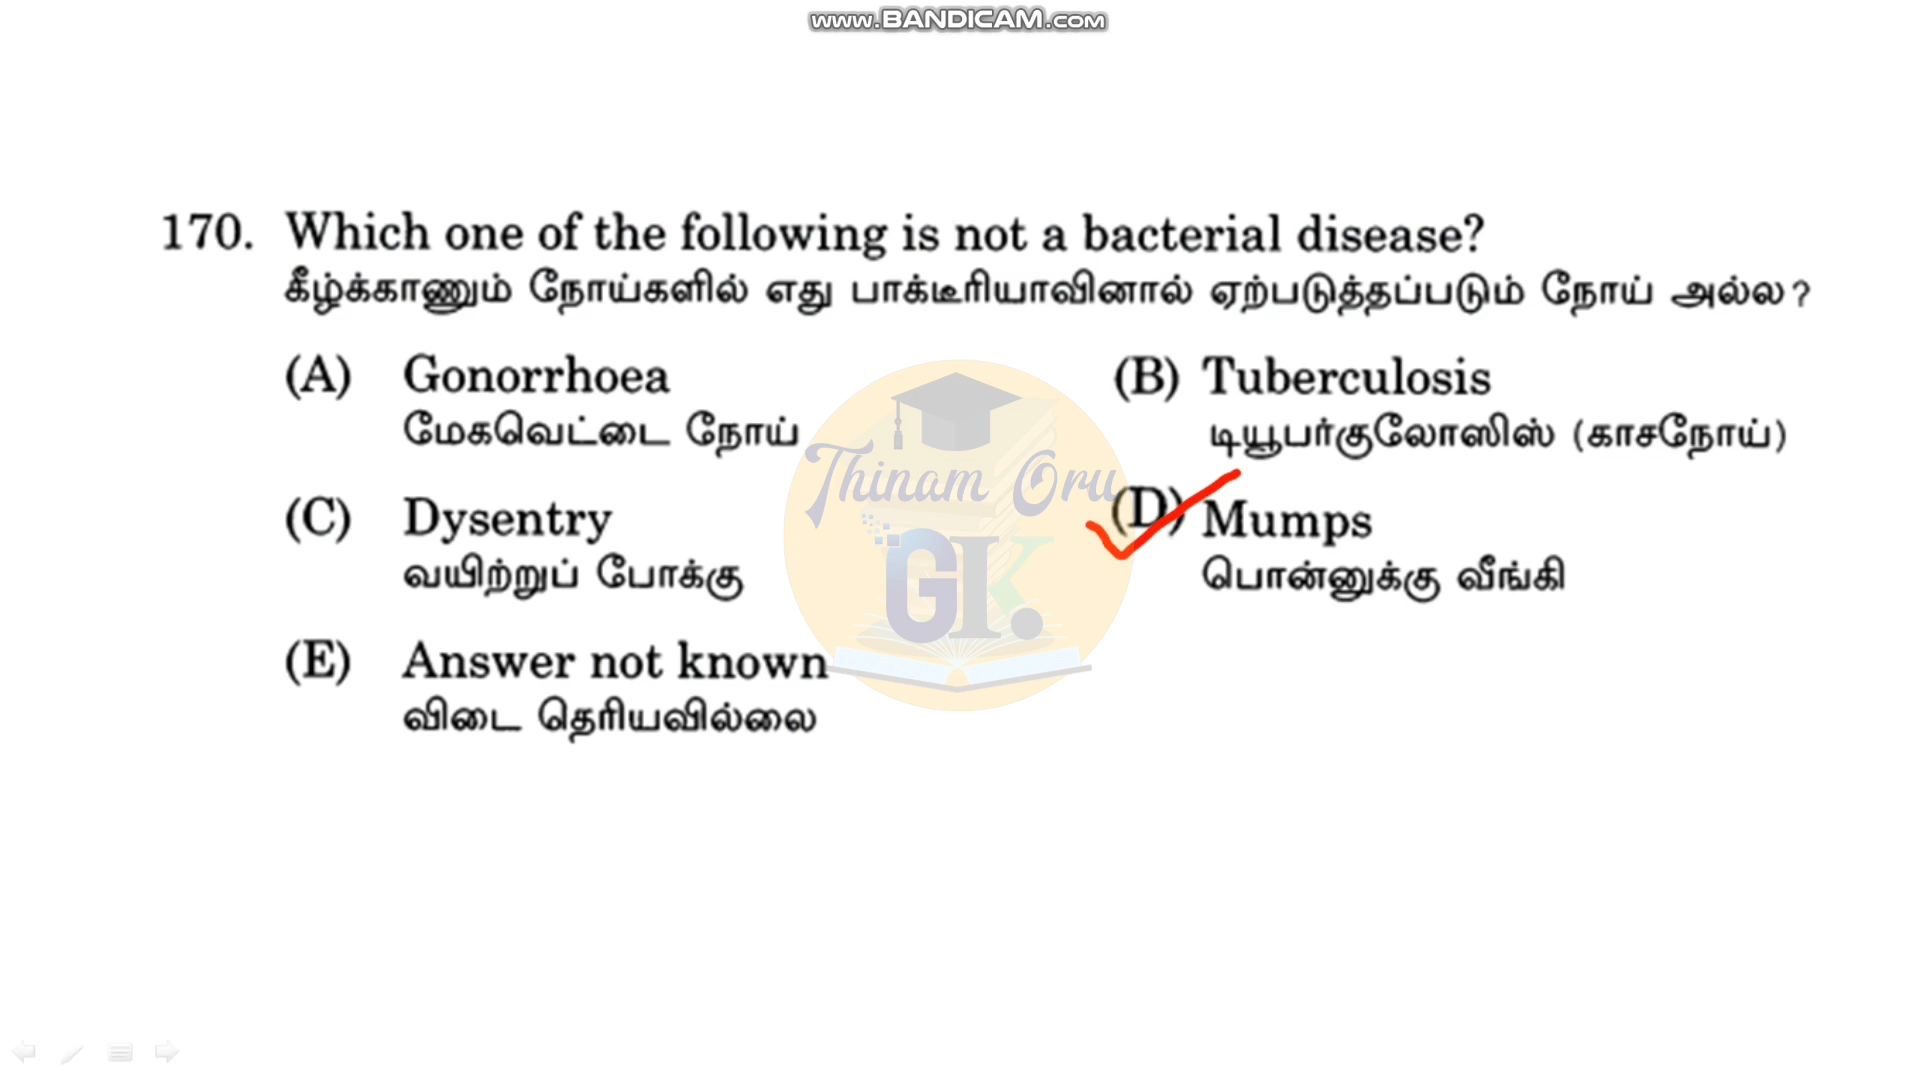 www.BANDICAM.com
170. Which one of the following is not a bacterial disease?
கீழ்க்காணும் நோய்களில் எது பாக்டீரியாவினால் ஏற்படுத்தப்படும் நோய் அல்ல?
(A) Gonorrhoea (B) Tuberculosis
மேகவெட்டை நோய் டியூபர்குலோஸிஸ் (காசநோய்)
Thinam Oru
(C) Dysentry (D) Mumps
வயிற்றுப் போக்கு பொன்னுக்கு வீங்கி
GK.
(E) Answer not known
விடை தெரியவில்லை